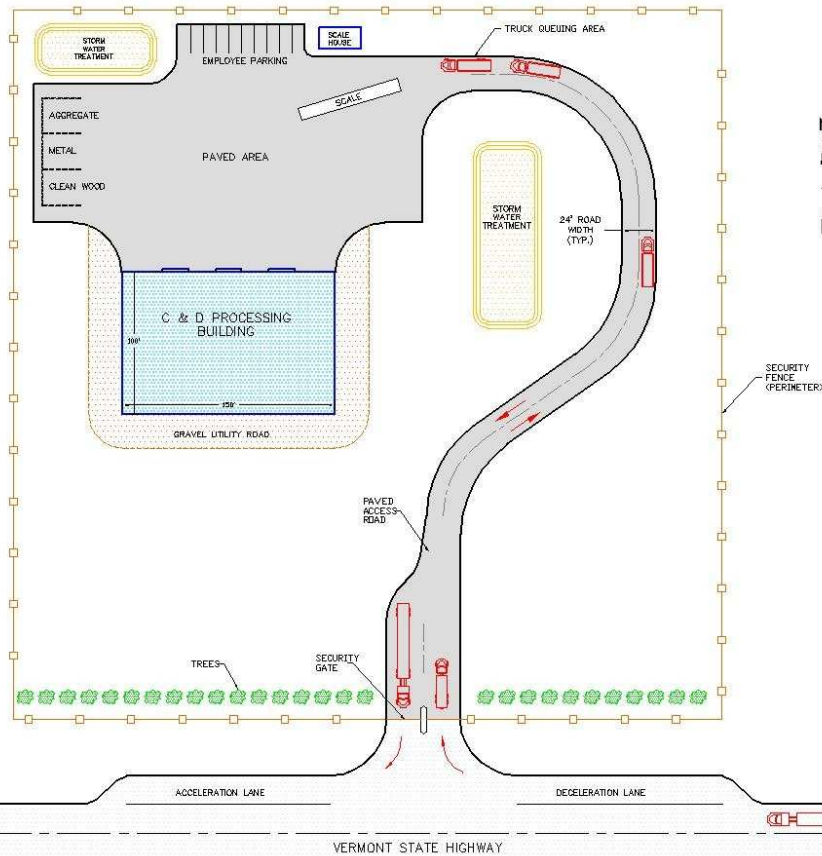 STORM
WATER
TREATMENT
SCALE
HOUSE
TRUCK QUEUING AREA
EMPLOYEE PARKING
SCALE
AGGREGATE
METAL
CLEAN WOOD
PAVED AREA
STORM
WATER
TREATMENT
24' ROAD
WIDTH
(TYP.)
C & D PROCESSING
BUILDING
100'
150'
GRAVEL UTILITY ROAD
SECURITY
FENCE
(PERIMETER)
PAVED
ACCESS
ROAD
TREES
SECURITY
GATE
ACCELERATION LANE
DECELERATION LANE
VERMONT STATE HIGHWAY